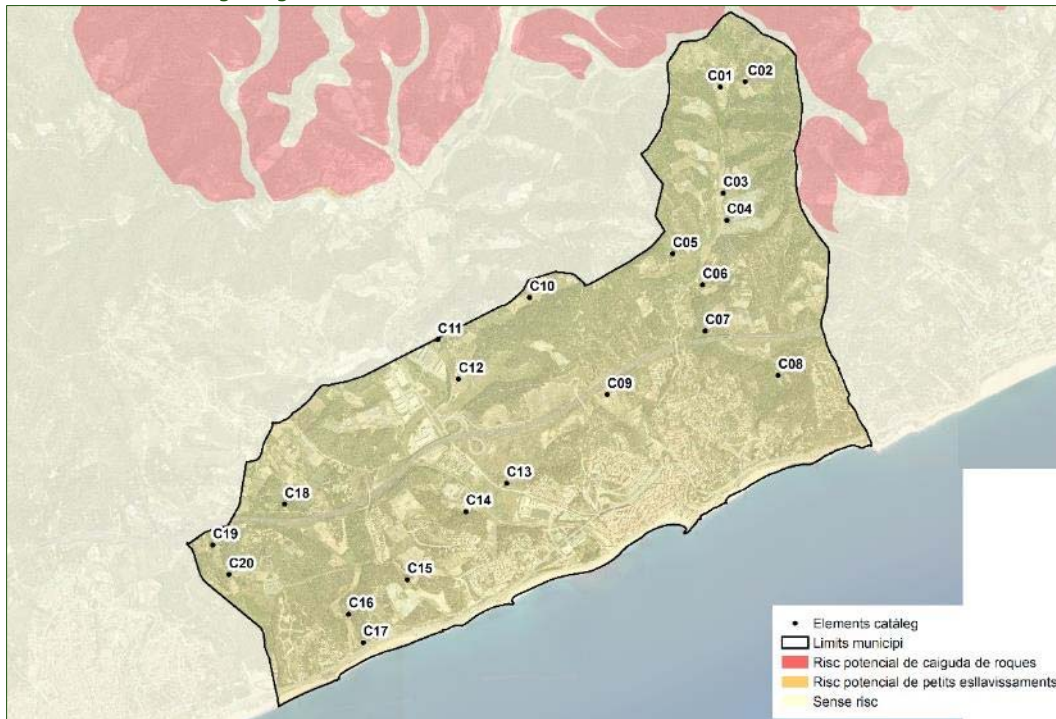 C01
C02
C03
C04
C05
C06
C07
C08
C10
C11
C12
C09
C13
C14
C18
C19
C20
C15
C16
C17
Elements catàleg
Límits municipi
Risc potencial de caiguda de roques
Risc potencial de petits esllavissaments
Sense risc